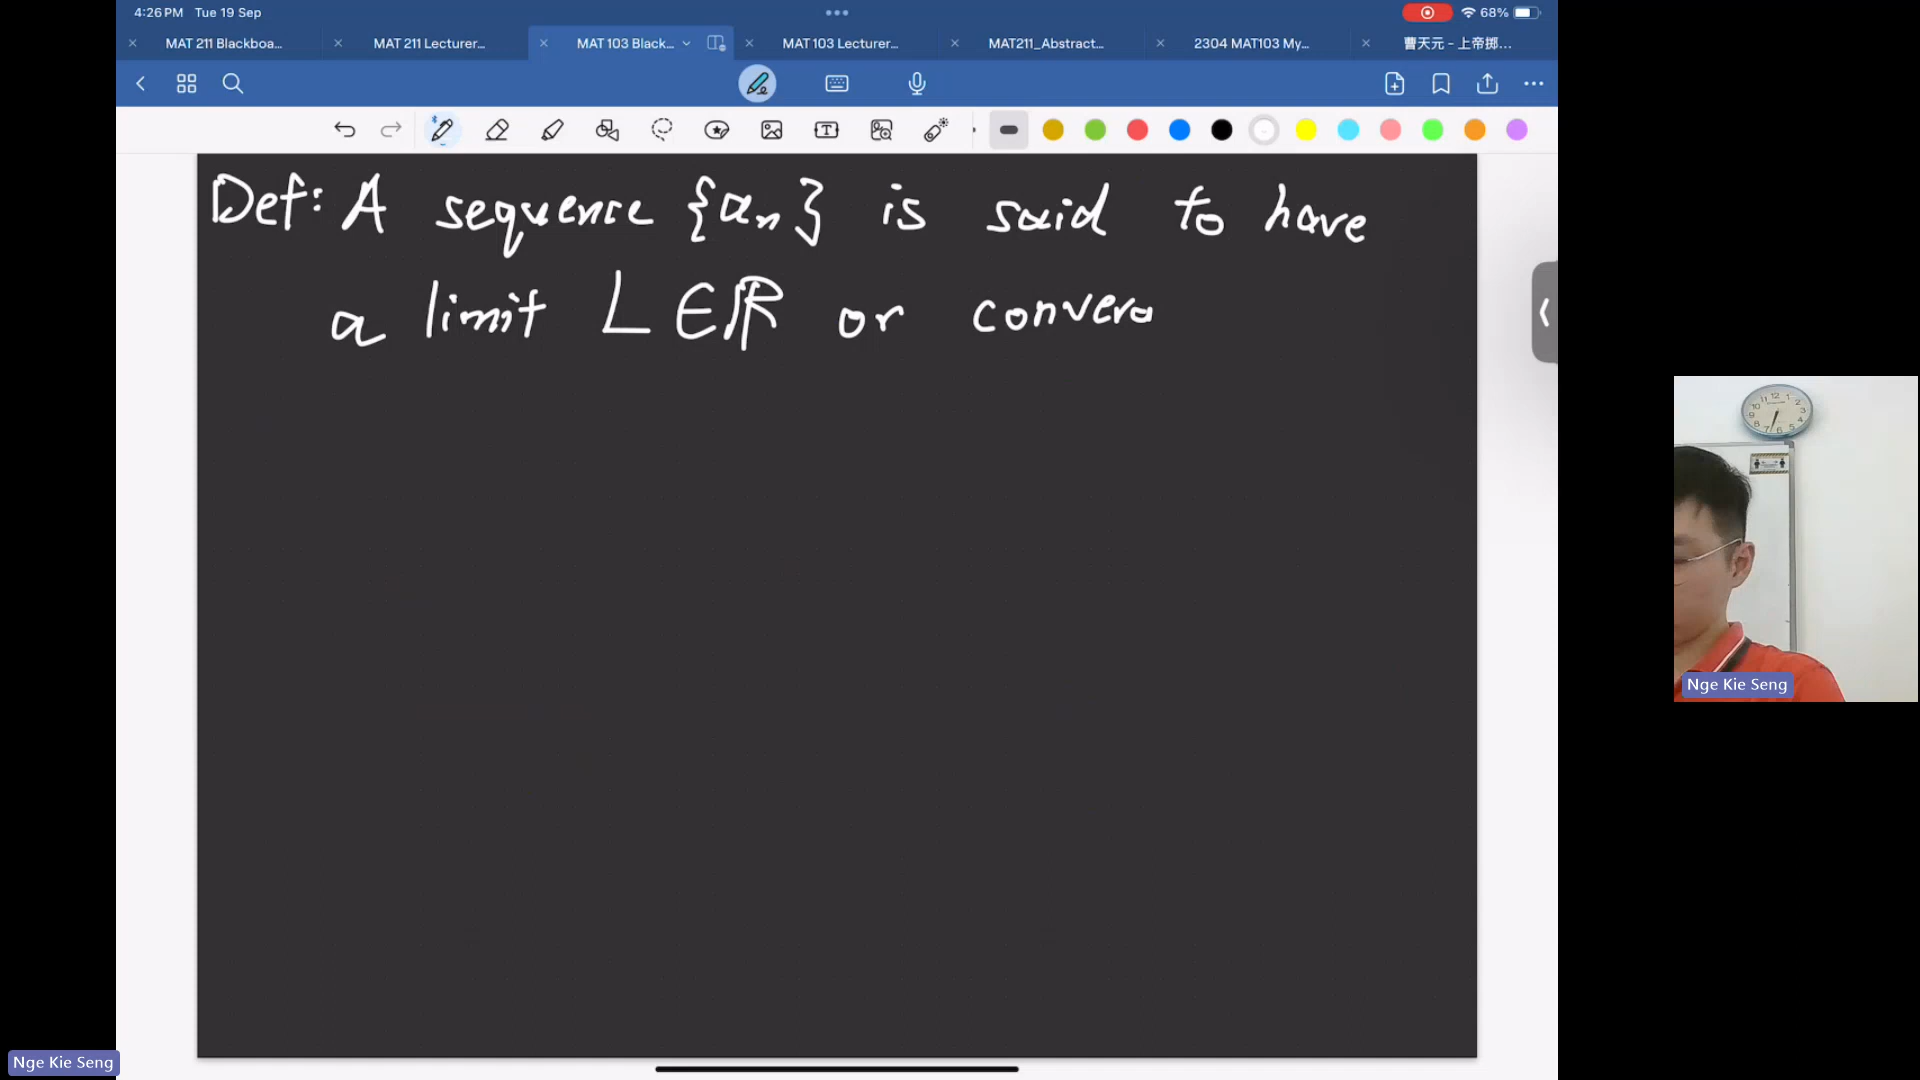 4:26 PM Tue 19 Sep
68%
MAT 211 Blackboa...
MAT 211 Lecturer...
MAT 103 Black...
MAT 103 Lecturer...
MAT211_Abstract...
2304 MAT103 My...
曹天元 - 上帝掷...
Def: A sequence {an} is said to have
a limit L ∈ ℝ or converg
Nge Kie Seng
Nge Kie Seng